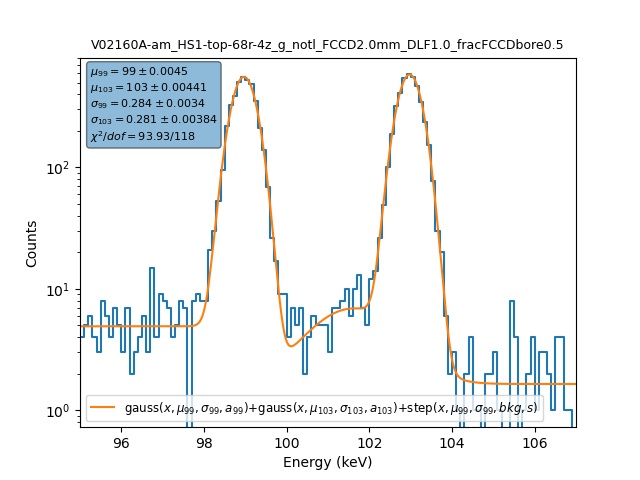 V02160A-am_HS1-top-68r-4z_g_notl_FCCD2.0mm_DLF1.0_fracFCCDbore0.5
μ₉₉ = 99 ± 0.0045
μ₁₀₃ = 103 ± 0.00441
σ₉₉ = 0.284 ± 0.0034
σ₁₀₃ = 0.281 ± 0.00384
χ²/dof = 93.93/118
Counts
10²
10¹
10⁰
gauss(x, μ₉₉, σ₉₉, a₉₉)+gauss(x, μ₁₀₃, σ₁₀₃, a₁₀₃)+step(x, μ₉₉, σ₉₉, bkg, s)
96 98 100 102 104 106
Energy (keV)